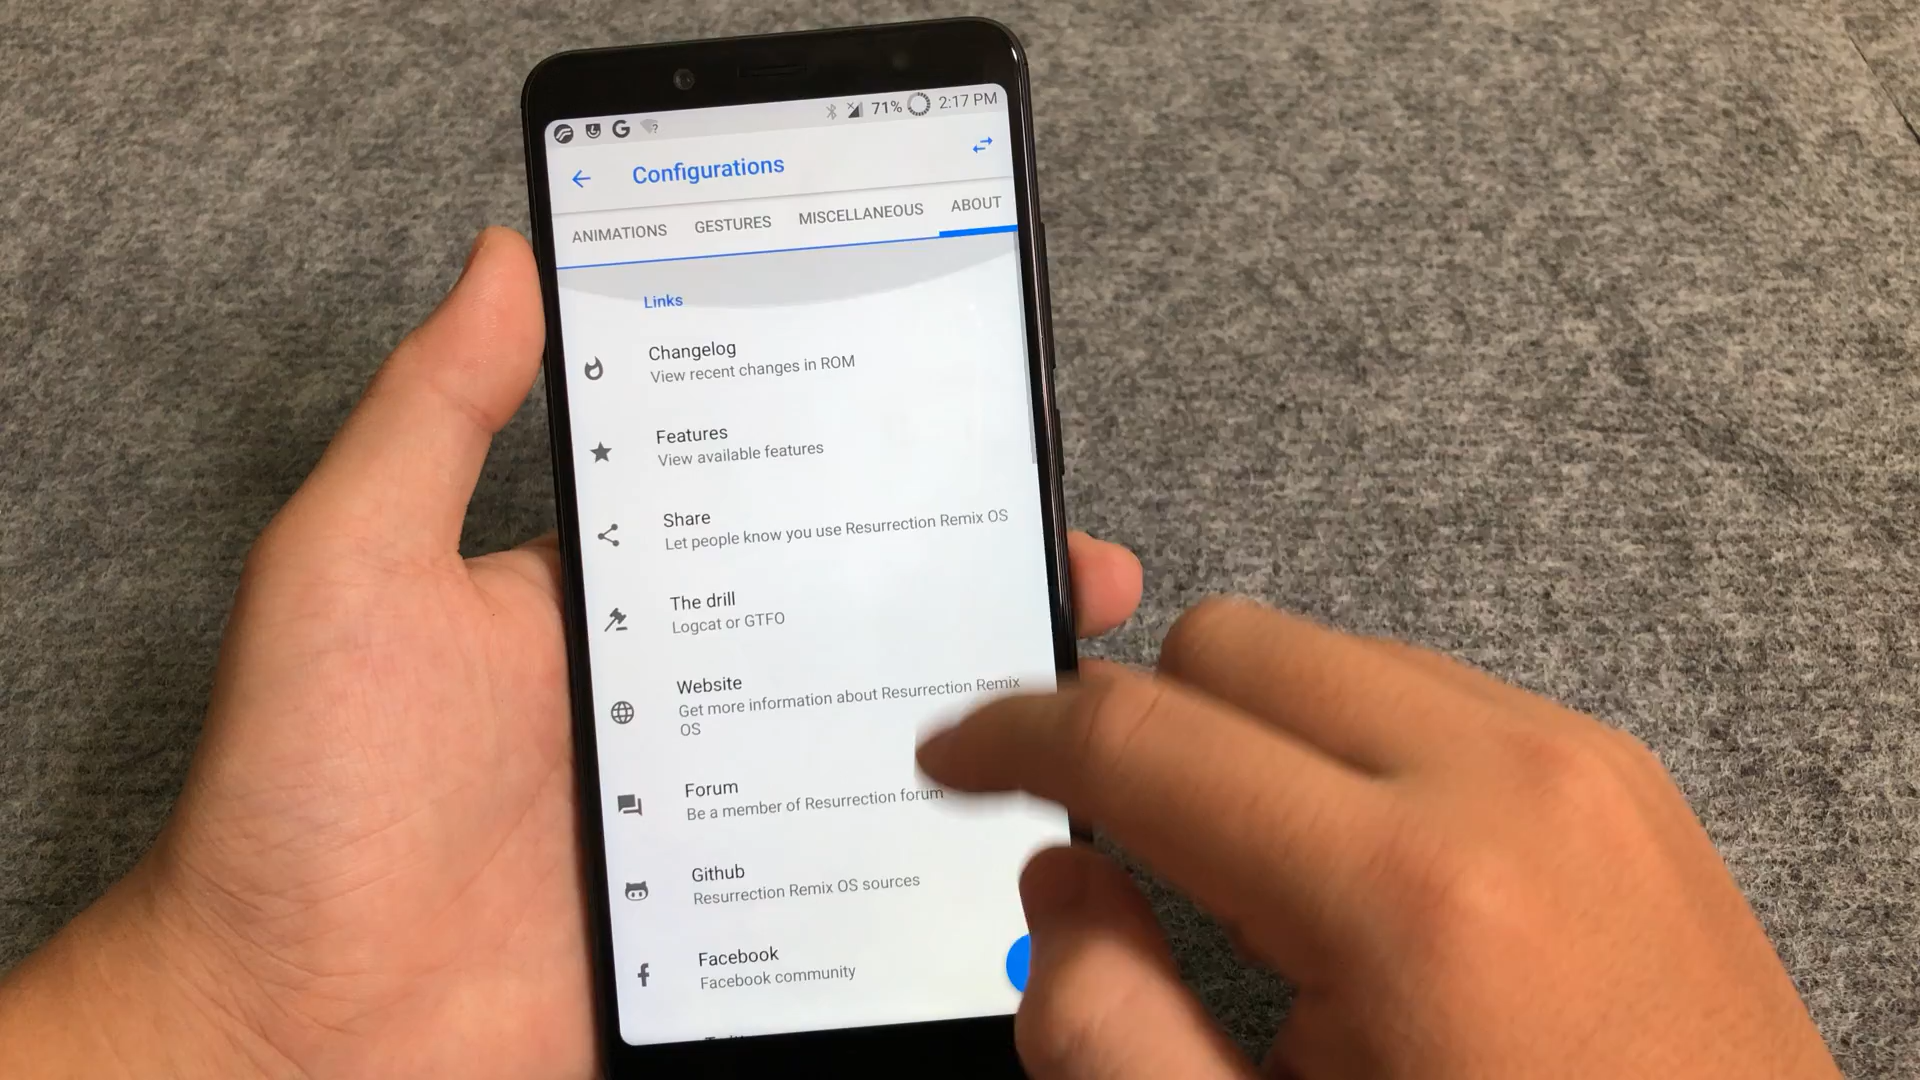 71% 2:17 PM
Configurations
ANIMATIONS GESTURES MISCELLANEOUS ABOUT
Links
Changelog
View recent changes in ROM
Features
View available features
Share
Let people know you use Resurrection Remix OS
The drill
Logcat or GTFO
Website
Get more information about Resurrection Remix
OS
Forum
Be a member of Resurrection forum
Github
Resurrection Remix OS sources
Facebook
Facebook community